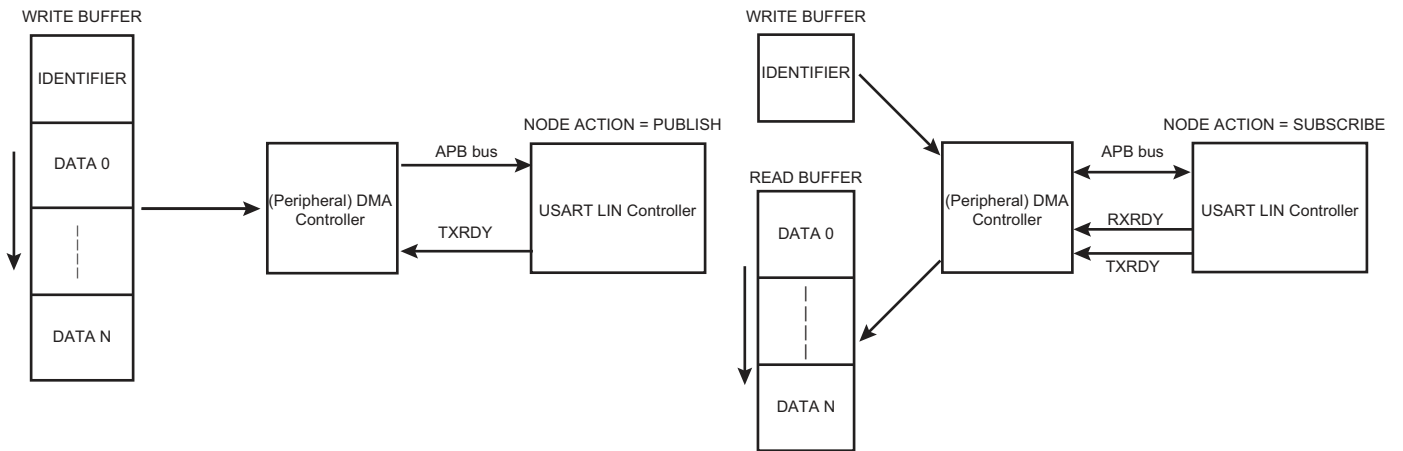 WRITE BUFFER
IDENTIFIER
DATA 0
DATA N
(Peripheral) DMA
Controller
APB bus
TXRDY
NODE ACTION = PUBLISH
USART LIN Controller
WRITE BUFFER
IDENTIFIER
READ BUFFER
DATA 0
DATA N
(Peripheral) DMA
Controller
APB bus
RXRDY
TXRDY
NODE ACTION = SUBSCRIBE
USART LIN Controller